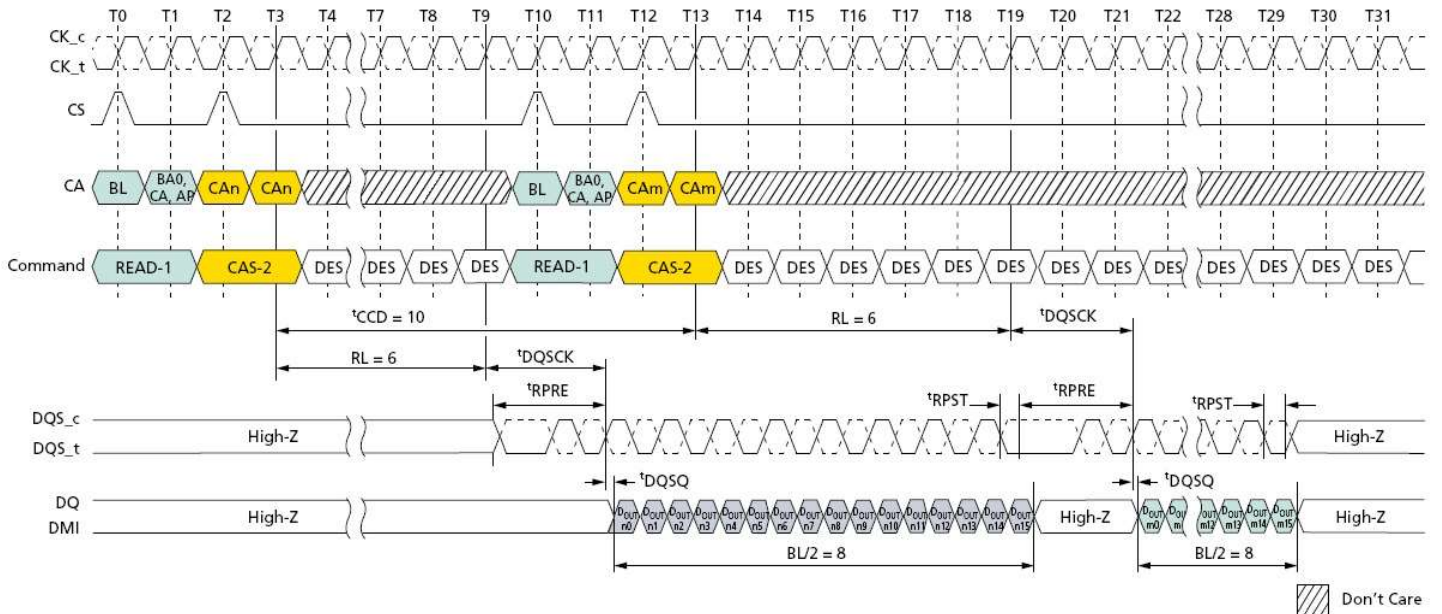 T0 T1 T2 T3 T4 T7 T8 T9 T10 T11 T12 T13 T14 T15 T16 T17 T18 T19 T20 T21 T22 T28 T29 T30 T31
CK_c
CK_t
CS
CA BL BA0, CA, AP CAn CAn BL BA0, CA, AP CAm CAm
Command READ-1 CAS-2 DES DES DES DES READ-1 CAS-2 DES DES DES DES DES DES DES DES DES DES DES DES DES
tCCD = 10 RL = 6 tDQSCK
RL = 6 tDQSCK
tRPRE tRPST tRPRE tRPST
DQS_c
High-Z High-Z
DQS_t
tDQSQ tDQSQ
DQ
DMI
High-Z DOUT n0 DOUT n1 DOUT n2 DOUT n3 DOUT n4 DOUT n5 DOUT n6 DOUT n7 DOUT n8 DOUT n9 DOUT n10 DOUT n11 DOUT n12 DOUT n13 DOUT n14 DOUT n15 High-Z DOUT m0 DOUT m12 DOUT m13 DOUT m14 DOUT m15 High-Z
BL/2 = 8 BL/2 = 8
Don't Care